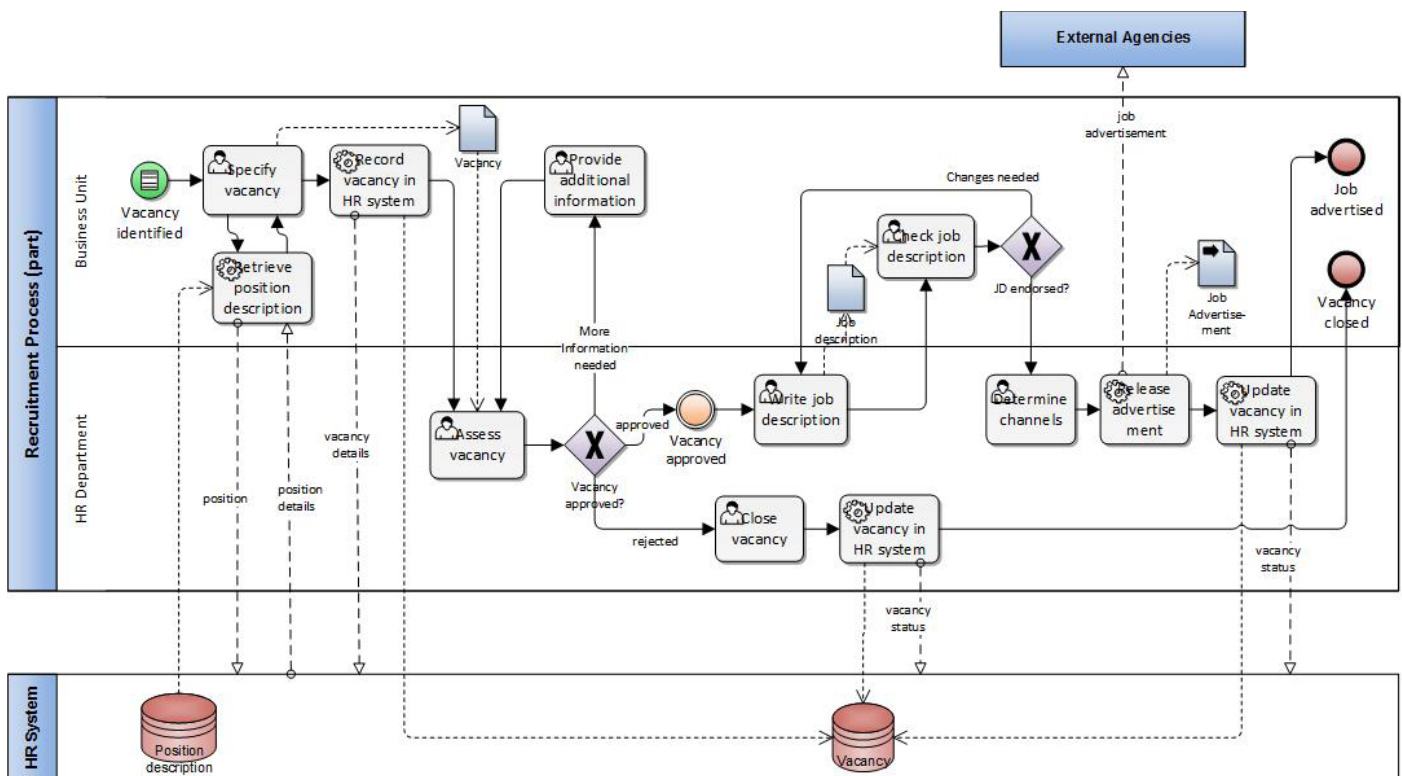 External Agencies
Recruitment Process (part)
Business Unit
Vacancy
identified
Specify
vacancy
Record
vacancy in
HR system
Vacancy
Provide
additional
information
Retrieve
position
description
job
advertisement
Changes needed
Check job
description
JD endorsed?
Job
description
Job
Advertise-
ment
Job
advertised
Vacancy
closed
More
Information
needed
HR Department
Assess
vacancy
Vacancy
approved?
approved
Vacancy
approved
Write job
description
Determine
channels
Release
advertise
ment
Update
vacancy in
HR system
position
position
details
vacancy
details
rejected
Close
vacancy
Update
vacancy in
HR system
vacancy
status
vacancy
status
HR System
Position
description
Vacancy